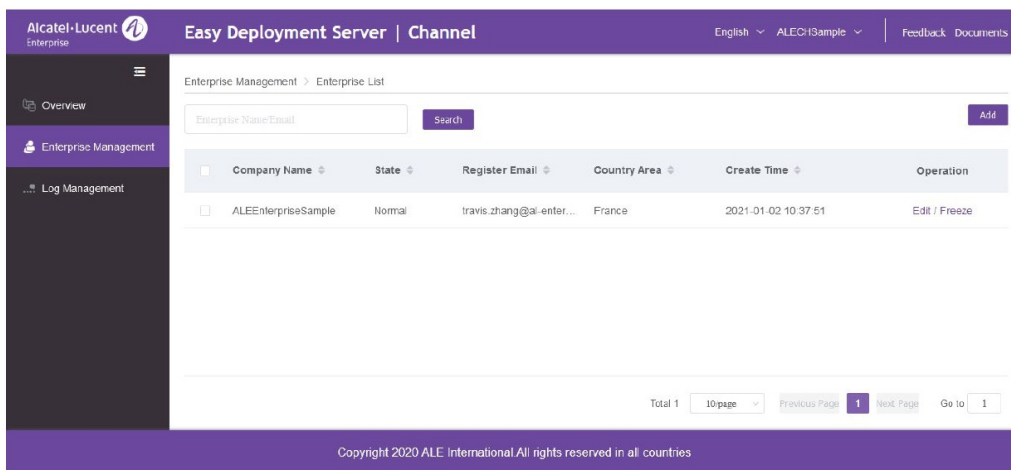 Alcatel·Lucent
Enterprise
Easy Deployment Server | Channel
English ALECHSample Feedback Documents
Enterprise Management > Enterprise List
Overview
Enterprise Name/Email Search Add
Enterprise Management
Company Name State Register Email Country Area Create Time Operation
Log Management
ALEEnterpriseSample Normal travis.zhang@al-enter... France 2021-01-02 10:37:51 Edit / Freeze
Total 1 10/page Previous Page 1 Next Page Go to 1
Copyright 2020 ALE International.All rights reserved in all countries